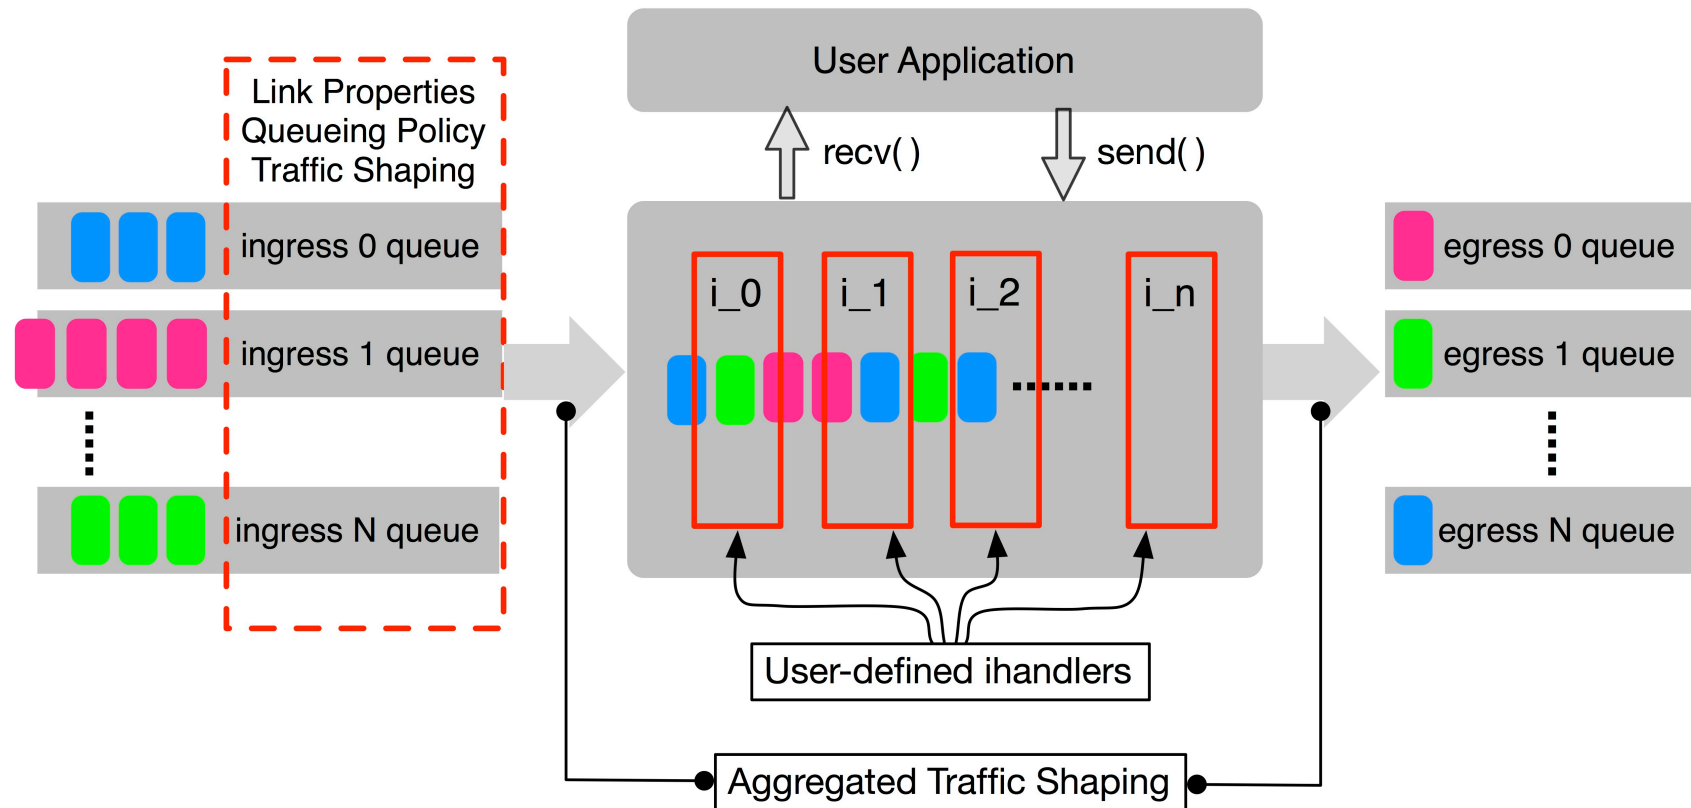 User Application
Link Properties
Queueing Policy
Traffic Shaping
recv( )
send( )
ingress 0 queue
ingress 1 queue
ingress N queue
i_0
i_1
i_2
i_n
egress 0 queue
egress 1 queue
egress N queue
User-defined ihandlers
Aggregated Traffic Shaping